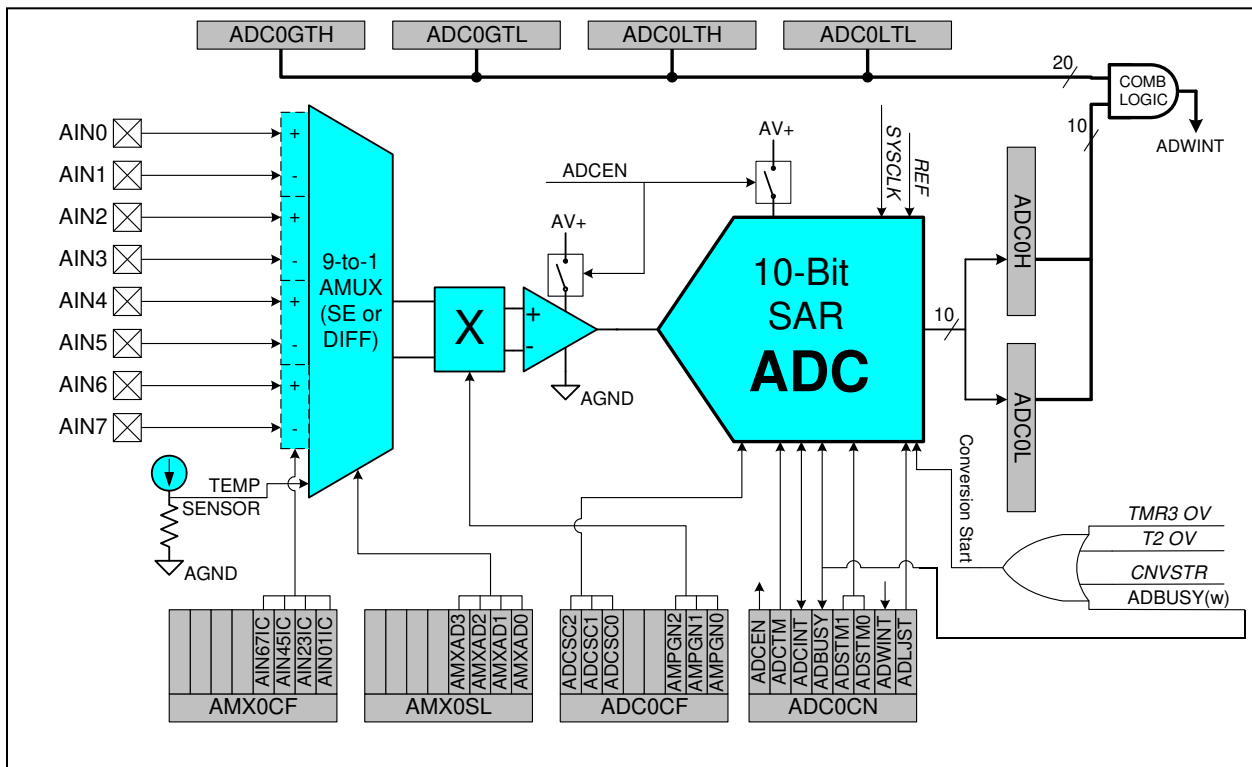 ADC0GTH
ADC0GTL
ADC0LTH
ADC0LTL
20
COMB
LOGIC
10
ADWINT
AIN0
AIN1
AIN2
AIN3
AIN4
AIN5
AIN6
AIN7
+
-
+
-
+
-
+
-
9-to-1
AMUX
(SE or
DIFF)
X
+
-
AV+
AGND
ADCEN
AV+
SYSCLK
REF
10-Bit
SAR
ADC
10
ADC0H
ADC0L
TEMP
SENSOR
AGND
Conversion Start
TMR3 OV
T2 OV
CNVSTR
ADBUSY(w)
AIN67IC
AIN45IC
AIN23IC
AIN01IC
AMX0CF
AMXAD3
AMXAD2
AMXAD1
AMXAD0
AMX0SL
ADCSC2
ADCSC1
ADCSC0
AMPGN2
AMPGN1
AMPGN0
ADC0CF
ADCEN
ADCTM
ADCINT
ADBUSY
ADSTM1
ADSTM0
ADWINT
ADLJST
ADC0CN